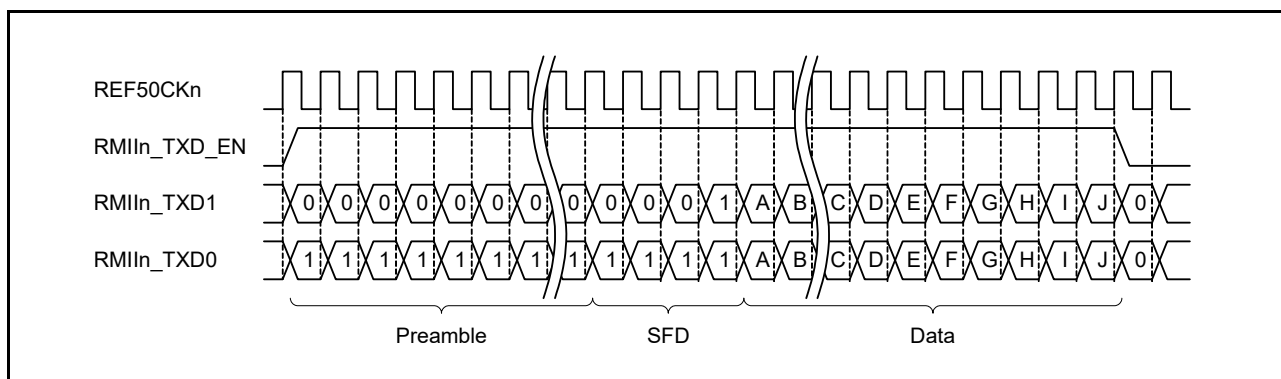 REF50CKn
RMIIn_TXD_EN
RMIIn_TXD1 0 0 0 0 0 0 0 0 0 0 0 1 A B C D E F G H I J 0
RMIIn_TXD0 1 1 1 1 1 1 1 1 1 1 1 1 A B C D E F G H I J 0
Preamble SFD Data